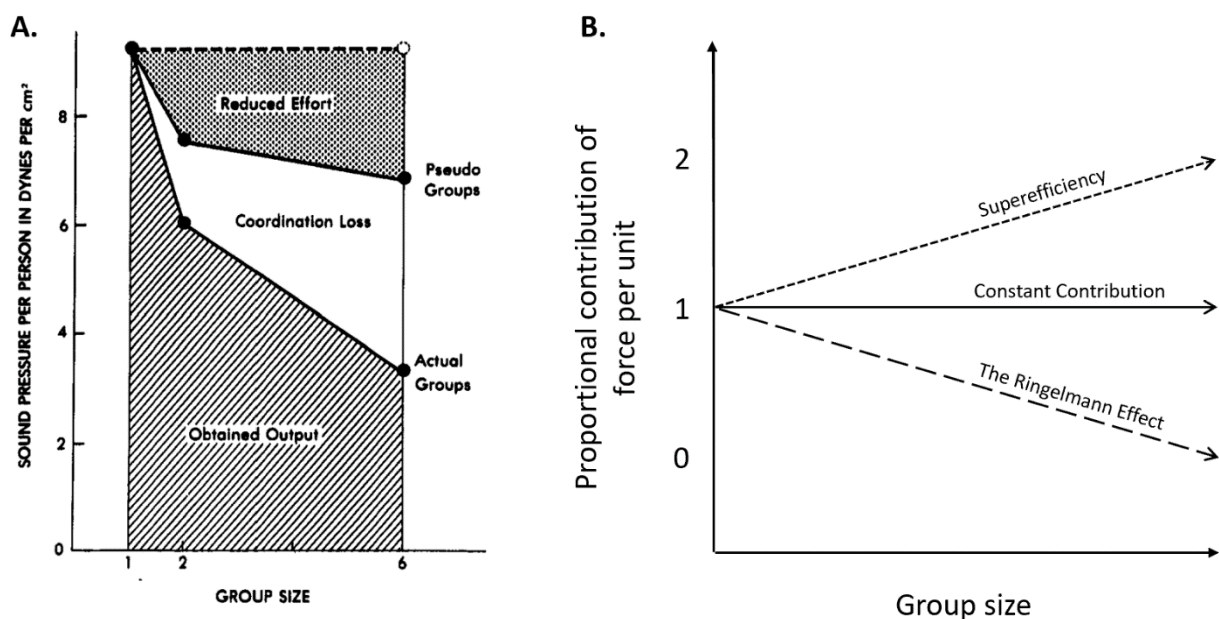 A.
SOUND PRESSURE PER PERSON IN DYNES PER cm²
8
6
4
2
0
Reduced Effort
Pseudo
Groups
Coordination Loss
Actual
Groups
Obtained Output
1
2
6
GROUP SIZE
B.
Proportional contribution of
force per unit
2
1
0
Superefficiency
Constant Contribution
The Ringelmann Effect
Group size